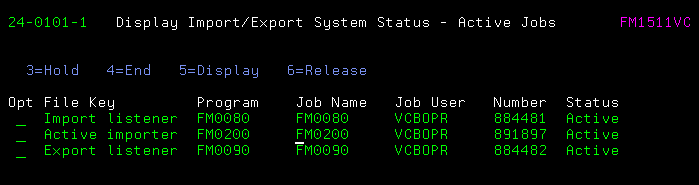 24-0101-1 Display Import/Export System Status - Active Jobs FM1511VC
3=Hold 4=End 5=Display 6=Release
Opt File Key Program Job Name Job User Number Status
_ Import listener FM0080 FM0080 VCBOPR 884481 Active
_ Active importer FM0200 FM0200 VCBOPR 891897 Active
_ Export listener FM0090 FM0090 VCBOPR 884482 Active